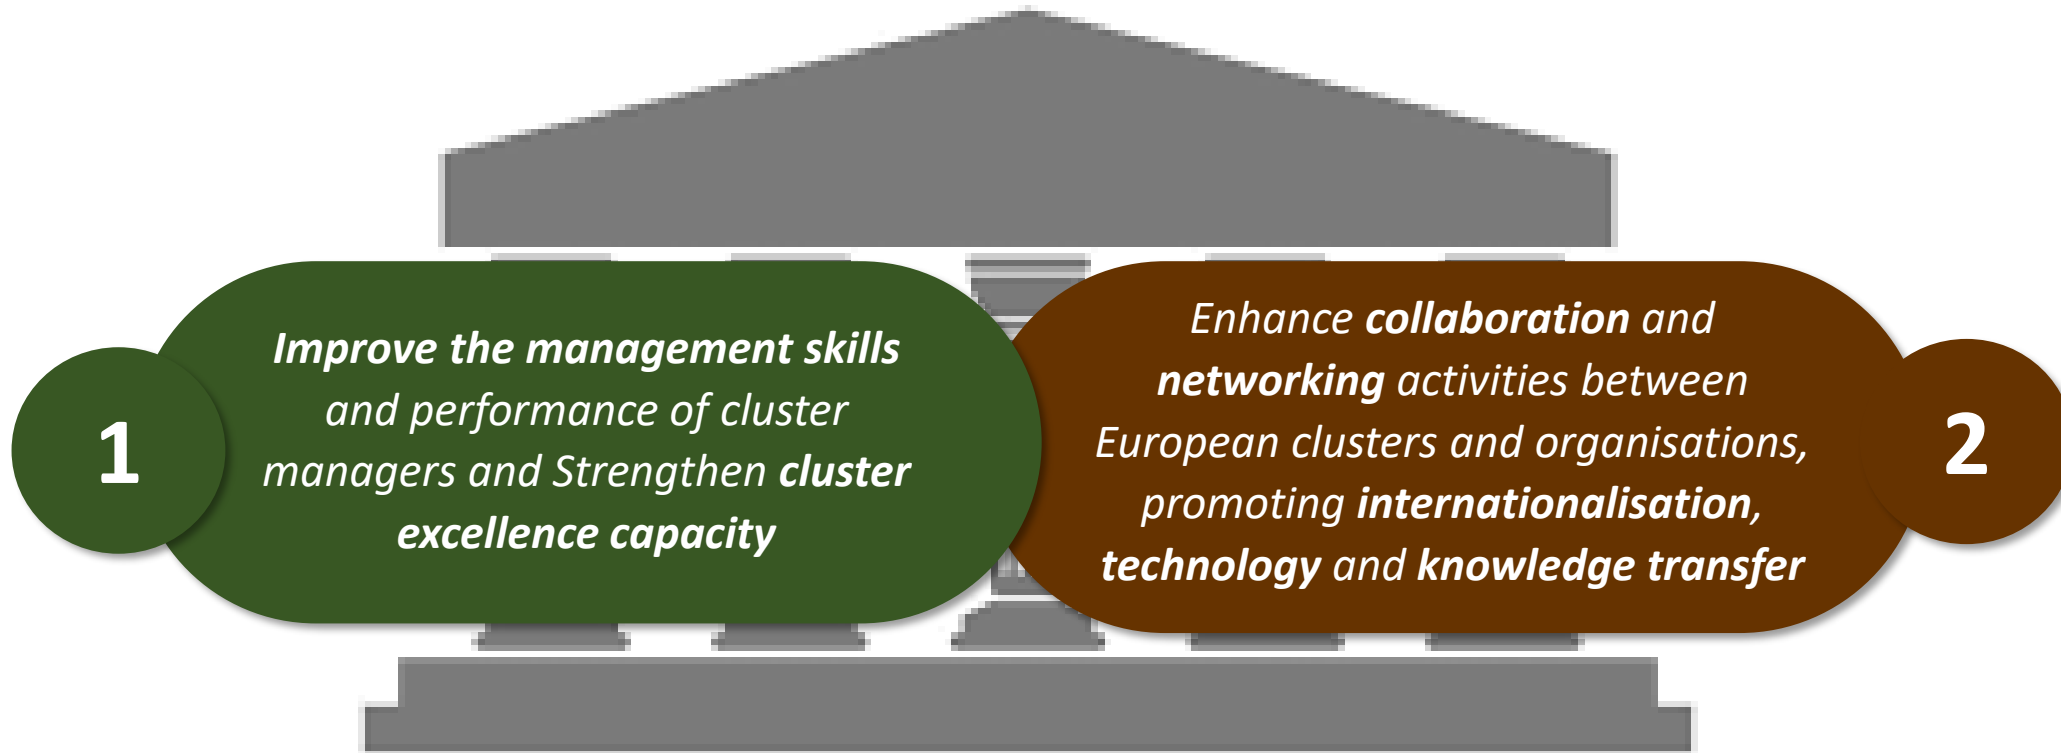 1
Improve the management skills
and performance of cluster
managers and Strengthen cluster
excellence capacity
Enhance collaboration and
networking activities between
European clusters and organisations,
promoting internationalisation,
technology and knowledge transfer
2